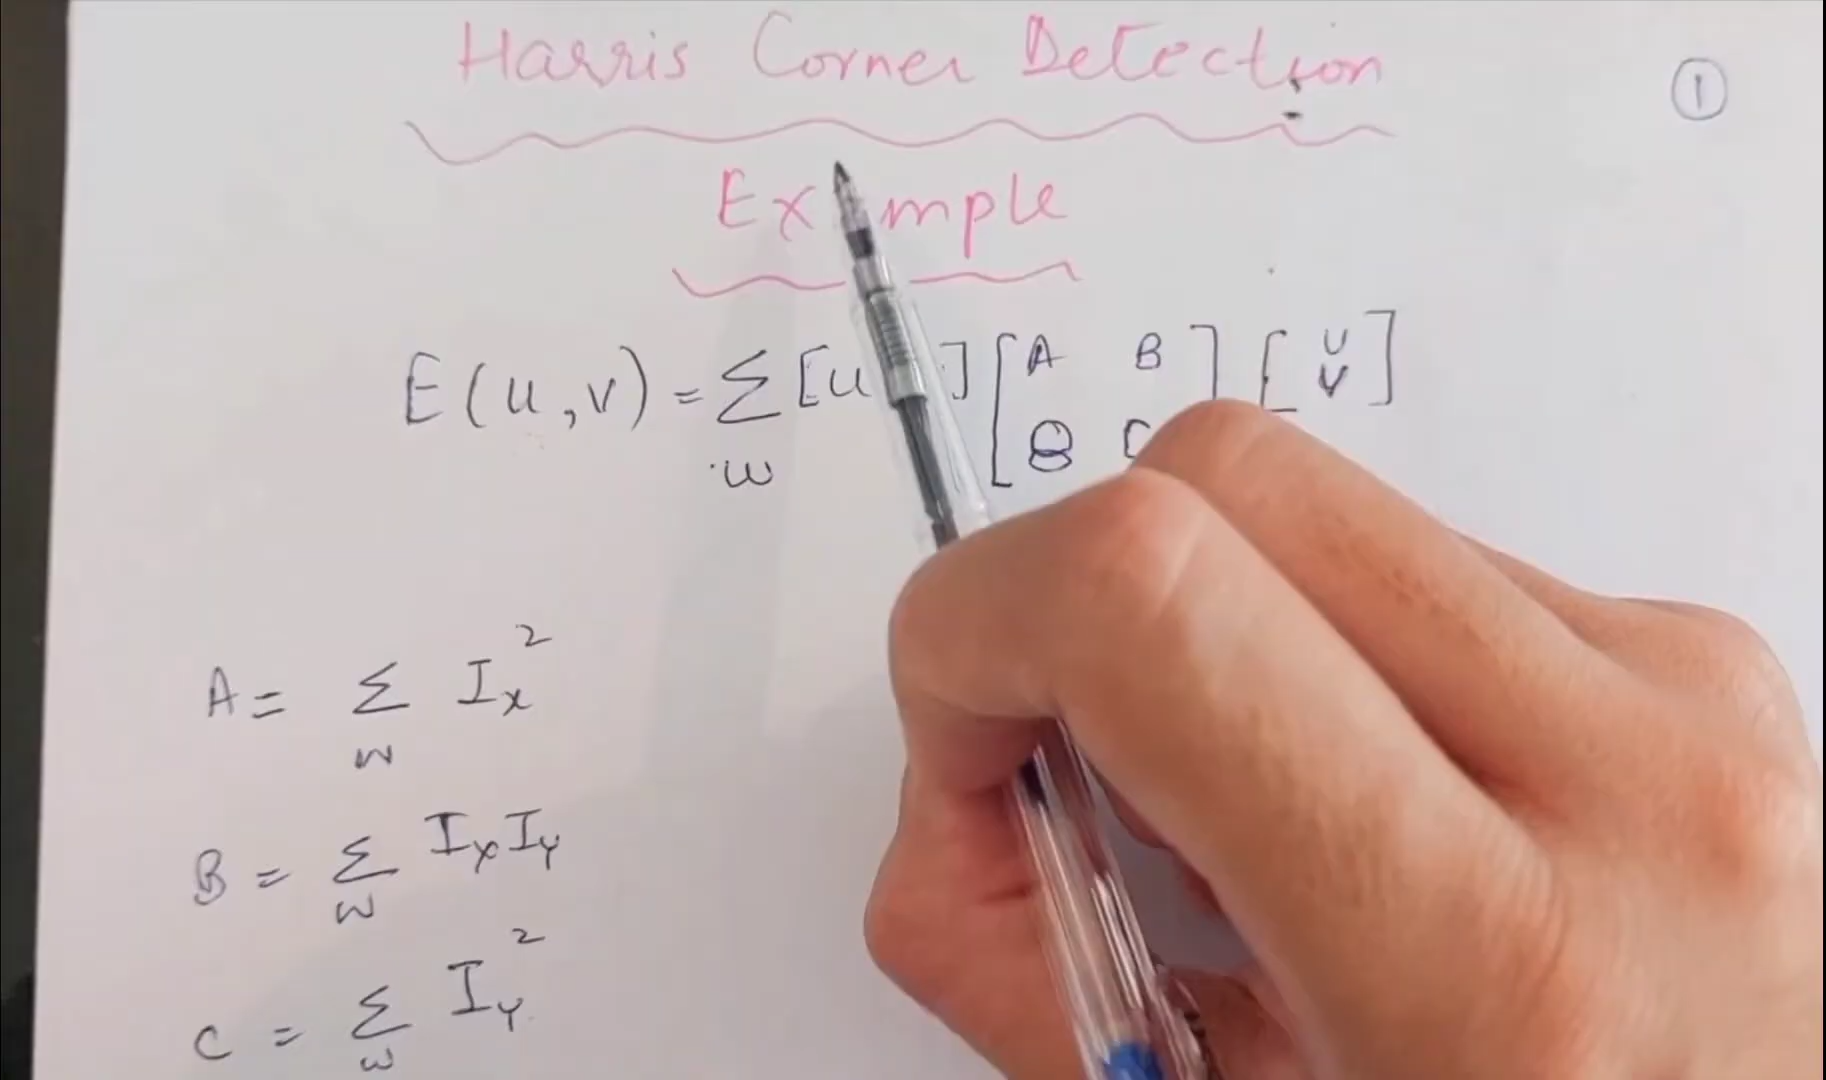 Harris Corner Detection
①
Example
E(u,v) = Σ [u ] [A B] [u]
w [B C] [v]
A = Σ Ix²
w
B = Σ IxIy
w
C = Σ Iy²
w